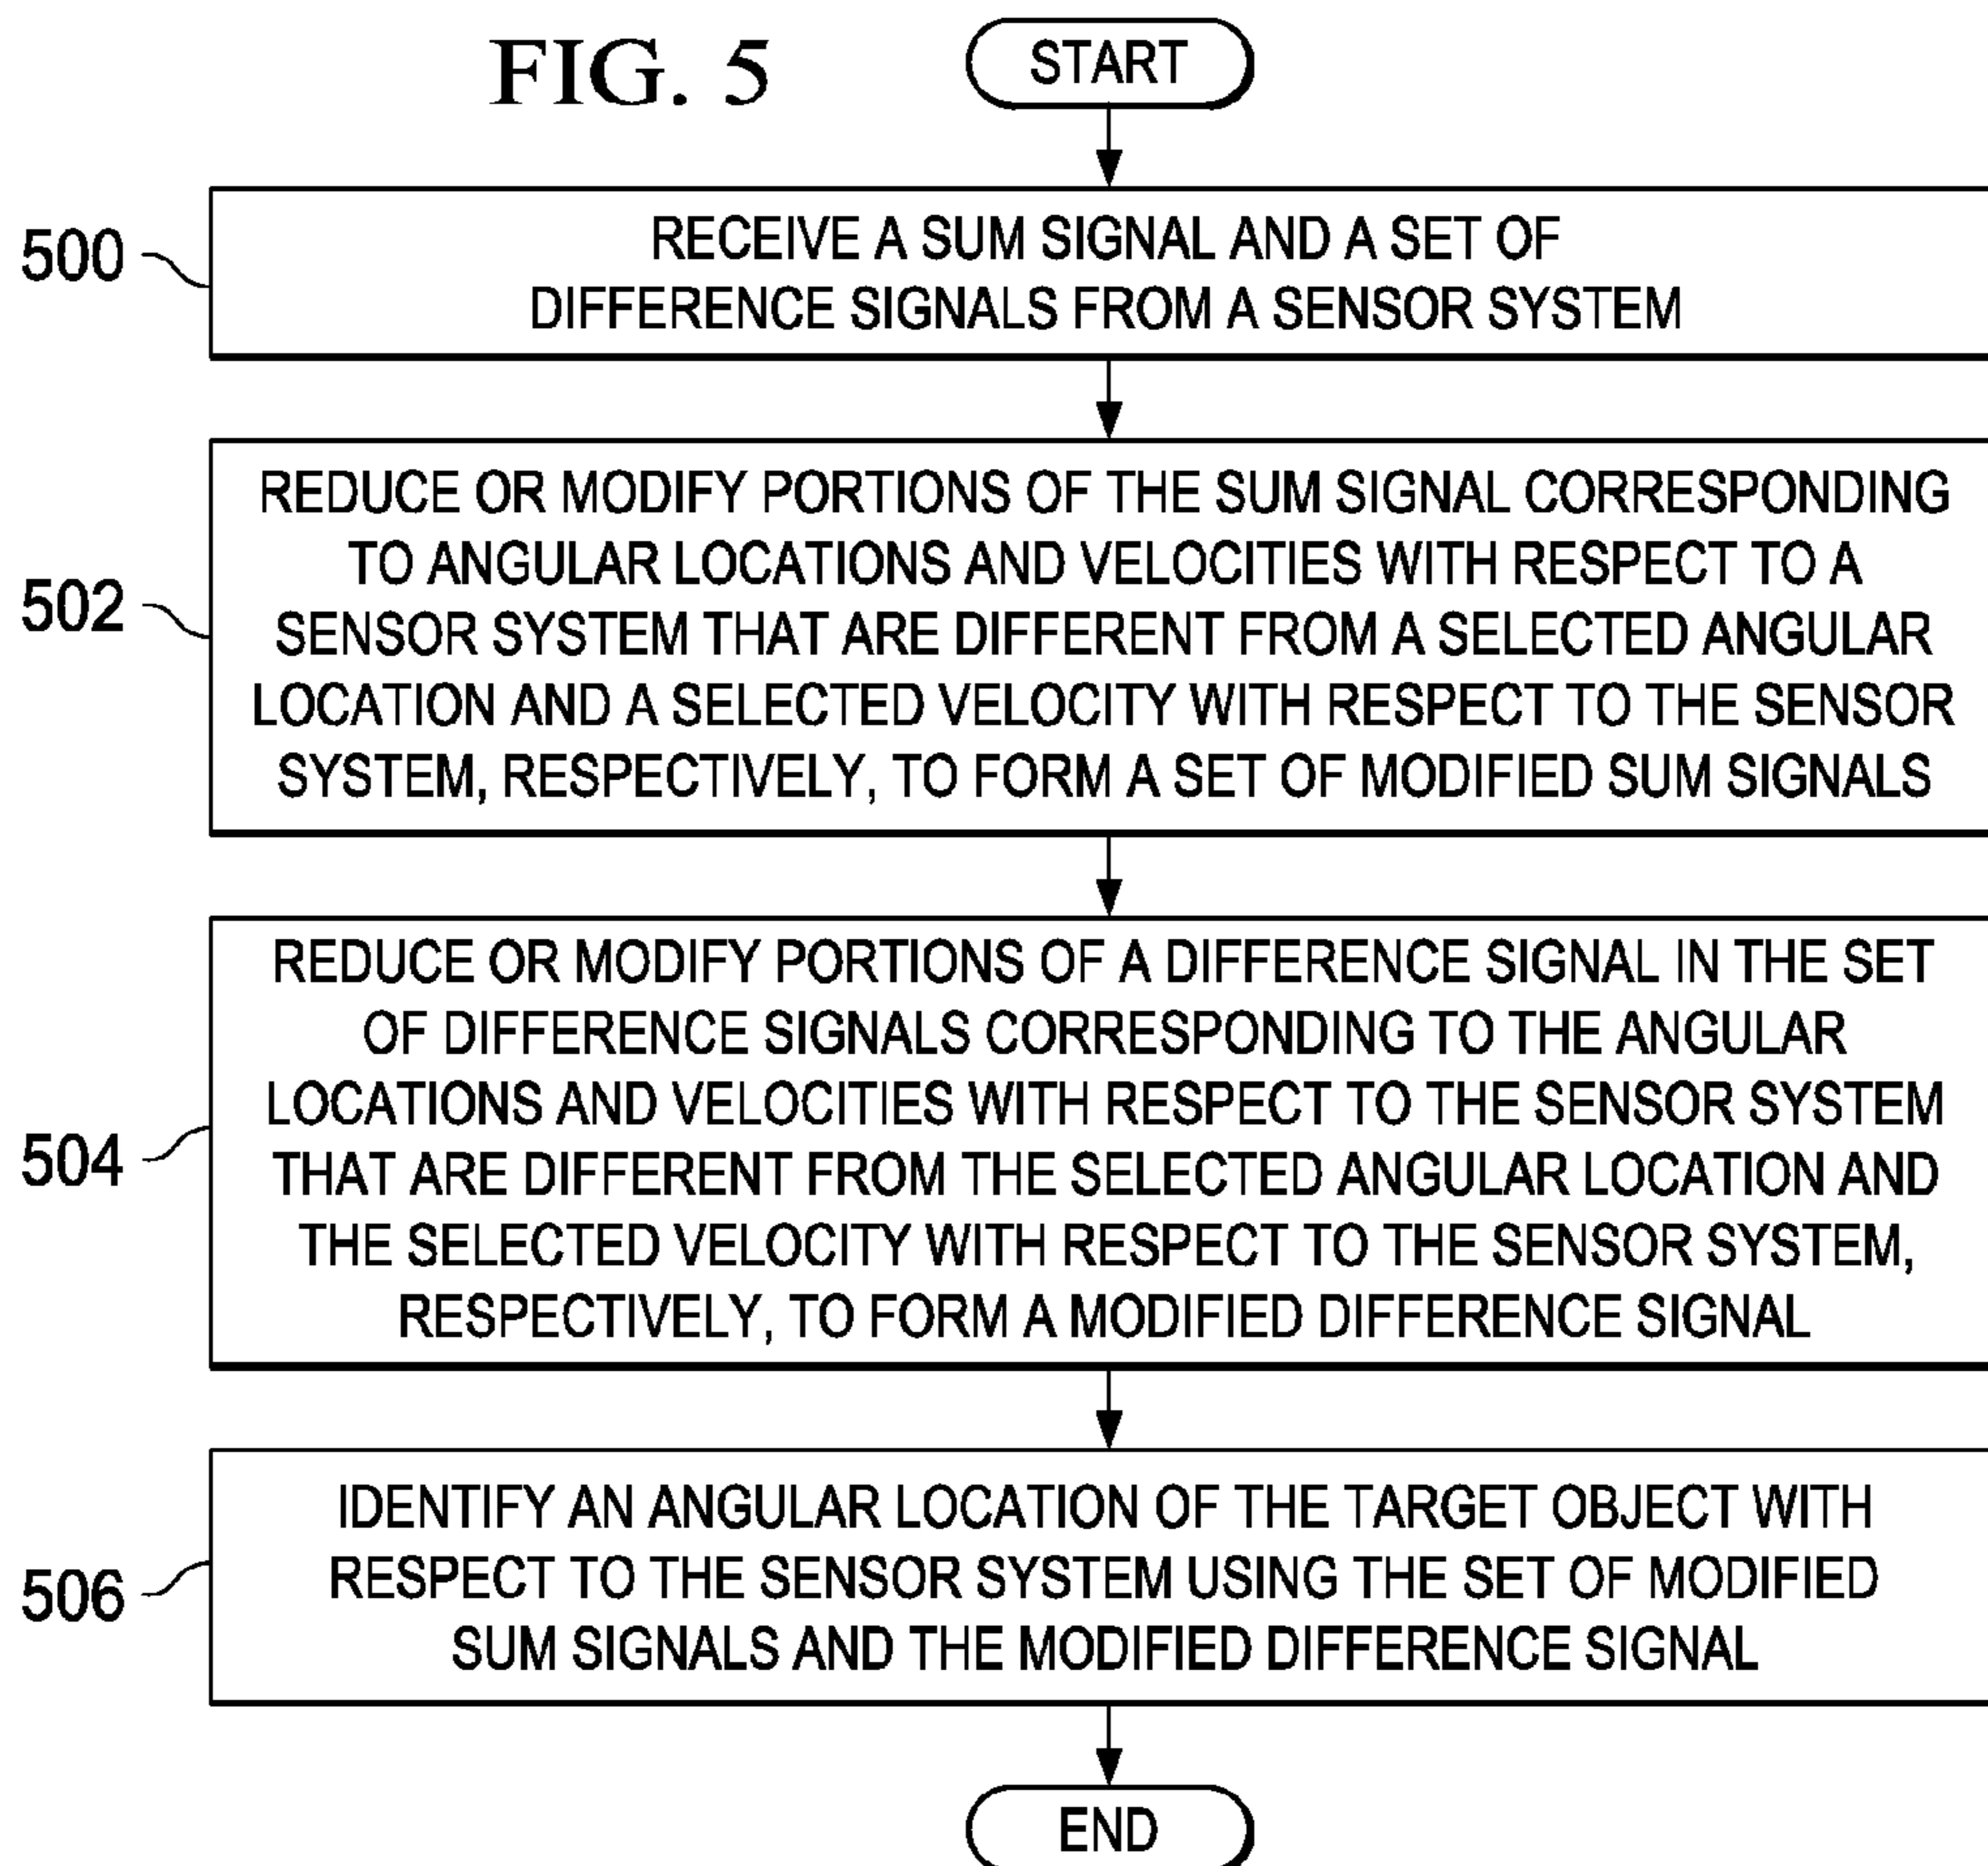 FIG. 5
START
500
RECEIVE A SUM SIGNAL AND A SET OF
DIFFERENCE SIGNALS FROM A SENSOR SYSTEM
502
REDUCE OR MODIFY PORTIONS OF THE SUM SIGNAL CORRESPONDING
TO ANGULAR LOCATIONS AND VELOCITIES WITH RESPECT TO A
SENSOR SYSTEM THAT ARE DIFFERENT FROM A SELECTED ANGULAR
LOCATION AND A SELECTED VELOCITY WITH RESPECT TO THE SENSOR
SYSTEM, RESPECTIVELY, TO FORM A SET OF MODIFIED SUM SIGNALS
504
REDUCE OR MODIFY PORTIONS OF A DIFFERENCE SIGNAL IN THE SET
OF DIFFERENCE SIGNALS CORRESPONDING TO THE ANGULAR
LOCATIONS AND VELOCITIES WITH RESPECT TO THE SENSOR SYSTEM
THAT ARE DIFFERENT FROM THE SELECTED ANGULAR LOCATION AND
THE SELECTED VELOCITY WITH RESPECT TO THE SENSOR SYSTEM,
RESPECTIVELY, TO FORM A MODIFIED DIFFERENCE SIGNAL
506
IDENTIFY AN ANGULAR LOCATION OF THE TARGET OBJECT WITH
RESPECT TO THE SENSOR SYSTEM USING THE SET OF MODIFIED
SUM SIGNALS AND THE MODIFIED DIFFERENCE SIGNAL
END